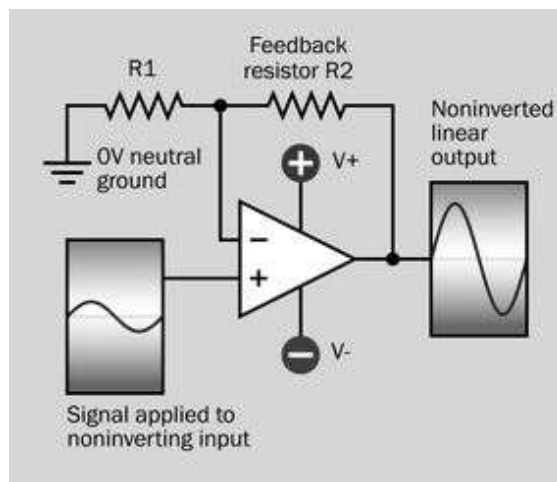 Feedback
resistor R2
R1
Noninverted
linear
output
0V neutral
ground
V+
V-
Signal applied to
noninverting input